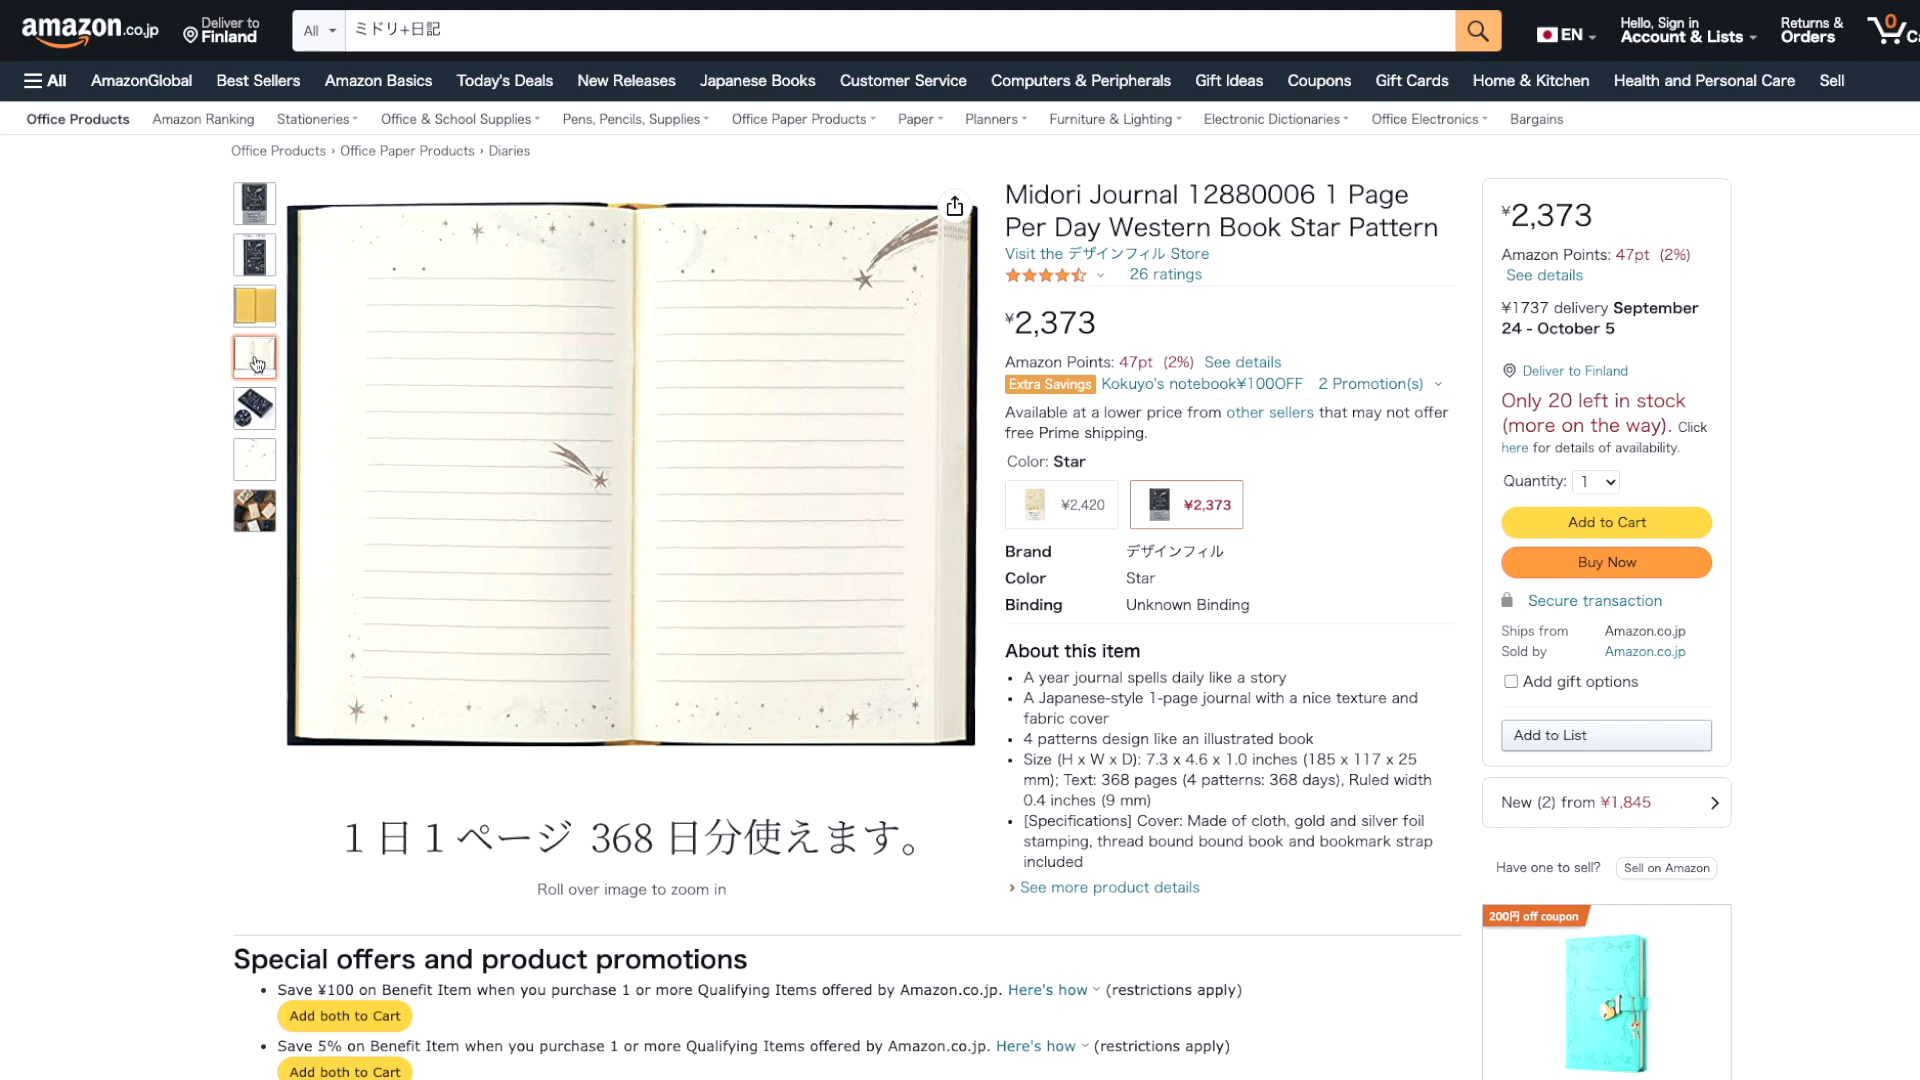 amazon.co.jp
Deliver to
Finland
All
ミドリ+日記
EN
Hello, Sign in
Account & Lists
Returns &
Orders
0
All
AmazonGlobal
Best Sellers
Amazon Basics
Today's Deals
New Releases
Japanese Books
Customer Service
Computers & Peripherals
Gift Ideas
Coupons
Gift Cards
Home & Kitchen
Health and Personal Care
Sell
Office Products
Amazon Ranking
Stationeries
Office & School Supplies
Pens, Pencils, Supplies
Office Paper Products
Paper
Planners
Furniture & Lighting
Electronic Dictionaries
Office Electronics
Bargains
Office Products › Office Paper Products › Diaries
1日1ページ 368日分使えます。
Roll over image to zoom in
Midori Journal 12880006 1 Page
Per Day Western Book Star Pattern
Visit the デザインフィル Store
26 ratings
¥2,373
Amazon Points: 47pt (2%) See details
Extra Savings Kokuyo's notebook¥100OFF 2 Promotion(s)
Available at a lower price from other sellers that may not offer
free Prime shipping.
Color: Star
¥2,420
¥2,373
Brand デザインフィル
Color Star
Binding Unknown Binding
About this item
• A year journal spells daily like a story
• A Japanese-style 1-page journal with a nice texture and
fabric cover
• 4 patterns design like an illustrated book
• Size (H x W x D): 7.3 x 4.6 x 1.0 inches (185 x 117 x 25
mm); Text: 368 pages (4 patterns: 368 days), Ruled width
0.4 inches (9 mm)
• [Specifications] Cover: Made of cloth, gold and silver foil
stamping, thread bound bound book and bookmark strap
included
› See more product details
¥2,373
Amazon Points: 47pt (2%)
See details
¥1737 delivery September
24 - October 5
Deliver to Finland
Only 20 left in stock
(more on the way). Click
here for details of availability.
Quantity: 1
Add to Cart
Buy Now
Secure transaction
Ships from Amazon.co.jp
Sold by Amazon.co.jp
Add gift options
Add to List
New (2) from ¥1,845
Have one to sell? Sell on Amazon
200円 off coupon
Special offers and product promotions
• Save ¥100 on Benefit Item when you purchase 1 or more Qualifying Items offered by Amazon.co.jp. Here's how (restrictions apply)
Add both to Cart
• Save 5% on Benefit Item when you purchase 1 or more Qualifying Items offered by Amazon.co.jp. Here's how (restrictions apply)
Add both to Cart